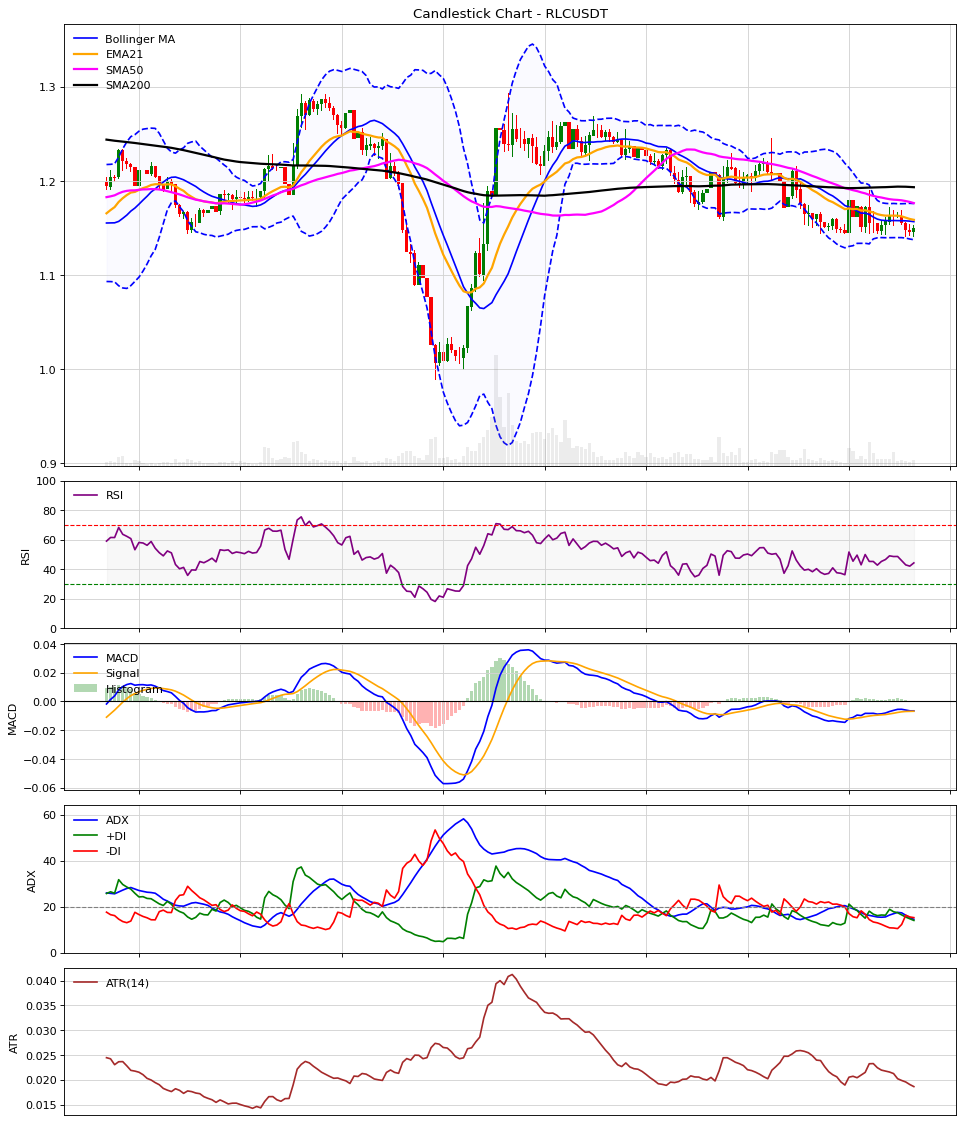 Candlestick Chart - RLCUSDT
Bollinger MA
EMA21
SMA50
SMA200
1.3
1.2
1.1
1.0
0.9
RSI
RSI
100
80
60
40
20
0
MACD
Signal
Histogram
MACD
0.04
0.02
0.00
−0.02
−0.04
−0.06
ADX
+DI
-DI
ADX
60
40
20
0
ATR(14)
ATR
0.040
0.035
0.030
0.025
0.020
0.015